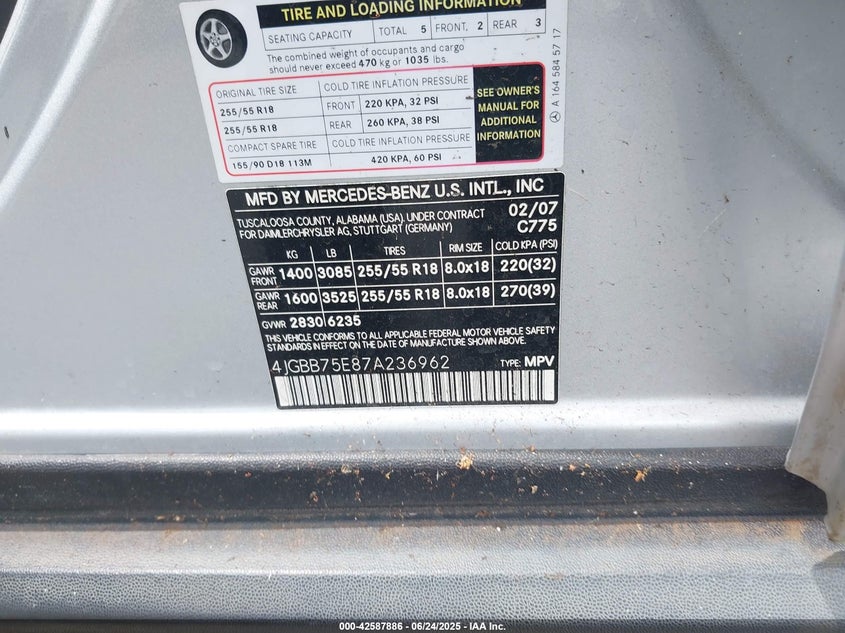 TIRE AND LOADING INFORMATION
SEATING CAPACITY TOTAL 5 FRONT 2 REAR 3
The combined weight of occupants and cargo
should never exceed 470 kg or 1035 lbs.
ORIGINAL TIRE SIZE COLD TIRE INFLATION PRESSURE
255/55 R18 FRONT 220 KPA, 32 PSI
255/55 R18 REAR 260 KPA, 38 PSI
COMPACT SPARE TIRE COLD TIRE INFLATION PRESSURE
155/90 D18 113M 420 KPA, 60 PSI
SEE OWNER'S
MANUAL FOR
ADDITIONAL
INFORMATION
A 164 584 57 17
MFD BY MERCEDES-BENZ U.S. INTL., INC
TUSCALOOSA COUNTY, ALABAMA (USA). UNDER CONTRACT 02/07
FOR DAIMLERCHRYSLER AG, STUTTGART (GERMANY) C775
KG LB TIRES RIM SIZE COLD KPA (PSI)
GAWR FRONT 1400 3085 255/55 R18 8.0x18 220(32)
GAWR REAR 1600 3525 255/55 R18 8.0x18 270(39)
GVWR 2830 6235
THIS VEHICLE CONFORMS TO ALL APPLICABLE FEDERAL MOTOR VEHICLE SAFETY
STANDARDS IN EFFECT ON THE DATE OF MANUFACTURE SHOWN ABOVE.
4JGBB75E87A236962 TYPE: MPV
000-42587886 - 06/24/2025 - IAA Inc.